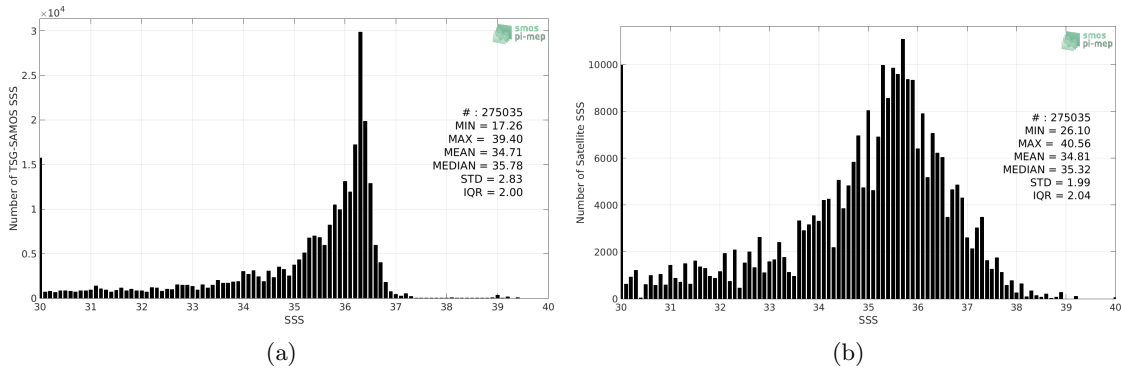 ×10⁴
3
2.5
2
1.5
1
0.5
0
Number of TSG-SAMOS SSS
30 31 32 33 34 35 36 37 38 39 40
SSS
smos
pi-mep
# : 275035
MIN = 17.26
MAX = 39.40
MEAN = 34.71
MEDIAN = 35.78
STD = 2.83
IQR = 2.00
(a)
10000
8000
6000
4000
2000
0
Number of Satellite SSS
30 31 32 33 34 35 36 37 38 39 40
SSS
smos
pi-mep
# : 275035
MIN = 26.10
MAX = 40.56
MEAN = 34.81
MEDIAN = 35.32
STD = 1.99
IQR = 2.04
(b)